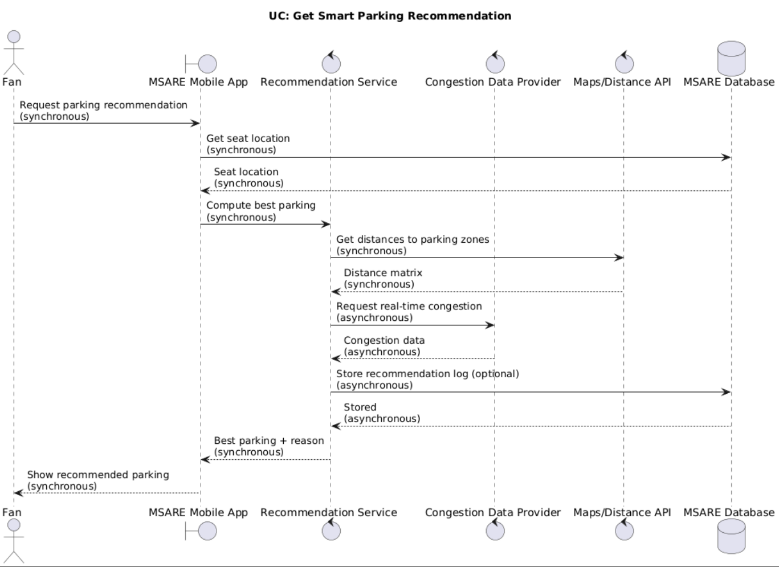 UC: Get Smart Parking Recommendation
Fan
MSARE Mobile App
Recommendation Service
Congestion Data Provider
Maps/Distance API
MSARE Database
Request parking recommendation
(synchronous)
Get seat location
(synchronous)
Seat location
(synchronous)
Compute best parking
(synchronous)
Get distances to parking zones
(synchronous)
Distance matrix
(synchronous)
Request real-time congestion
(asynchronous)
Congestion data
(asynchronous)
Store recommendation log (optional)
(asynchronous)
Stored
(asynchronous)
Best parking + reason
(synchronous)
Show recommended parking
(synchronous)
Fan
MSARE Mobile App
Recommendation Service
Congestion Data Provider
Maps/Distance API
MSARE Database